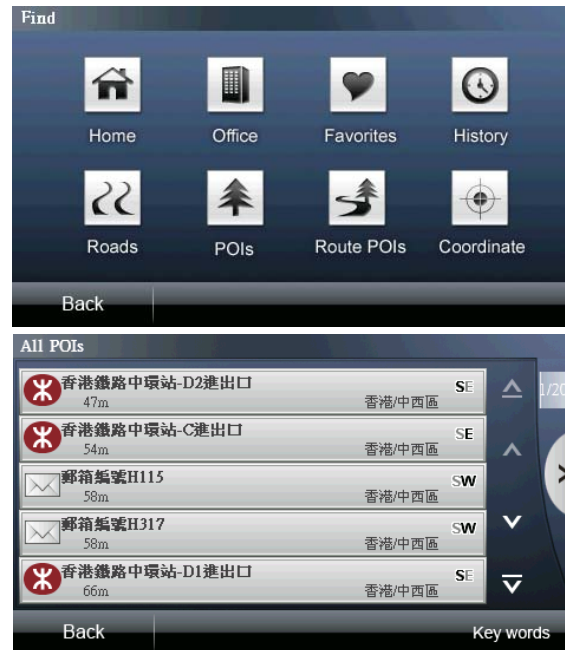 Find
Home Office Favorites History
Roads POIs Route POIs Coordinate
Back
All POIs
香港鐵路中環站-D2進出口 SE
47m 香港/中西區
香港鐵路中環站-C進出口 SE
54m 香港/中西區
郵箱編號H115 SW
58m 香港/中西區
郵箱編號H317 SW
58m 香港/中西區
香港鐵路中環站-D1進出口 SE
66m 香港/中西區
Back Key words